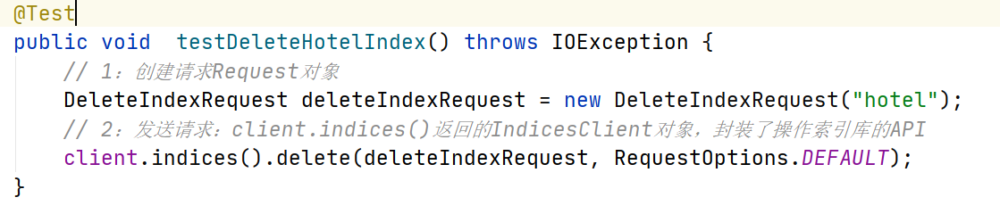 @Test
public void  testDeleteHotelIndex() throws IOException {
    // 1：创建请求Request对象
    DeleteIndexRequest deleteIndexRequest = new DeleteIndexRequest("hotel");
    // 2：发送请求：client.indices()返回的IndicesClient对象，封装了操作索引库的API
    client.indices().delete(deleteIndexRequest, RequestOptions.DEFAULT);
}